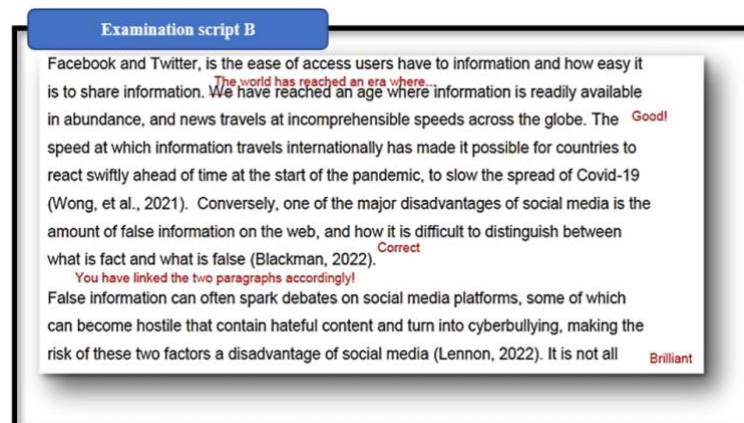 Examination script B
Facebook and Twitter, is the ease of access users have to information and how easy it
The world has reached an era where...
is to share information. We have reached an age where information is readily available
in abundance, and news travels at incomprehensible speeds across the globe. The Good!
speed at which information travels internationally has made it possible for countries to
react swiftly ahead of time at the start of the pandemic, to slow the spread of Covid-19
(Wong, et al., 2021). Conversely, one of the major disadvantages of social media is the
amount of false information on the web, and how it is difficult to distinguish between
what is fact and what is false (Blackman, 2022). Correct
You have linked the two paragraphs accordingly!
False information can often spark debates on social media platforms, some of which
can become hostile that contain hateful content and turn into cyberbullying, making the
risk of these two factors a disadvantage of social media (Lennon, 2022). It is not all Brilliant